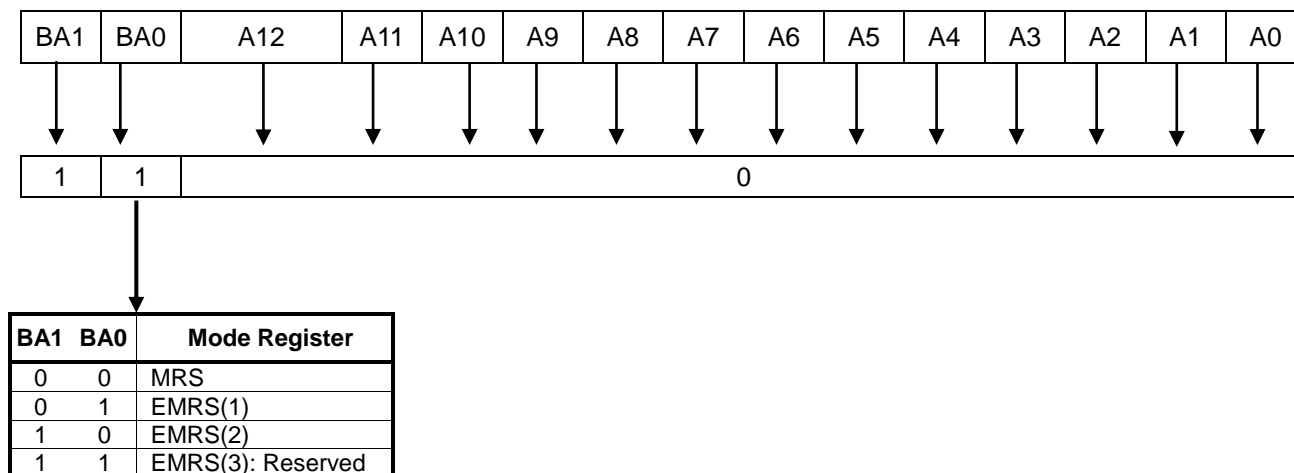 BA1 BA0 A12 A11 A10 A9 A8 A7 A6 A5 A4 A3 A2 A1 A0
1 1 0
BA1 BA0 Mode Register
0 0 MRS
0 1 EMRS(1)
1 0 EMRS(2)
1 1 EMRS(3): Reserved